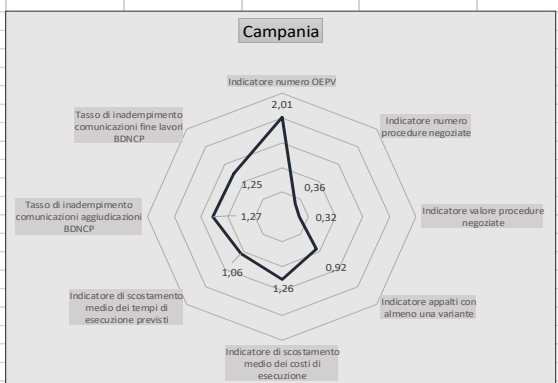 Campania
Indicatore numero OEPV
2,01
Tasso di inadempimento
comunicazioni fine lavori
BDNCP
Indicatore numero
procedure negoziate
1,25
0,36
Tasso di inadempimento
comunicazioni aggiudicazioni
BDNCP
1,27
0,32
Indicatore valore procedure
negoziate
1,06
0,92
1,26
Indicatore di scostamento
medio dei tempi di
esecuzione previsti
Indicatore appalti con
almeno una variante
Indicatore di scostamento
medio dei costi di
esecuzione